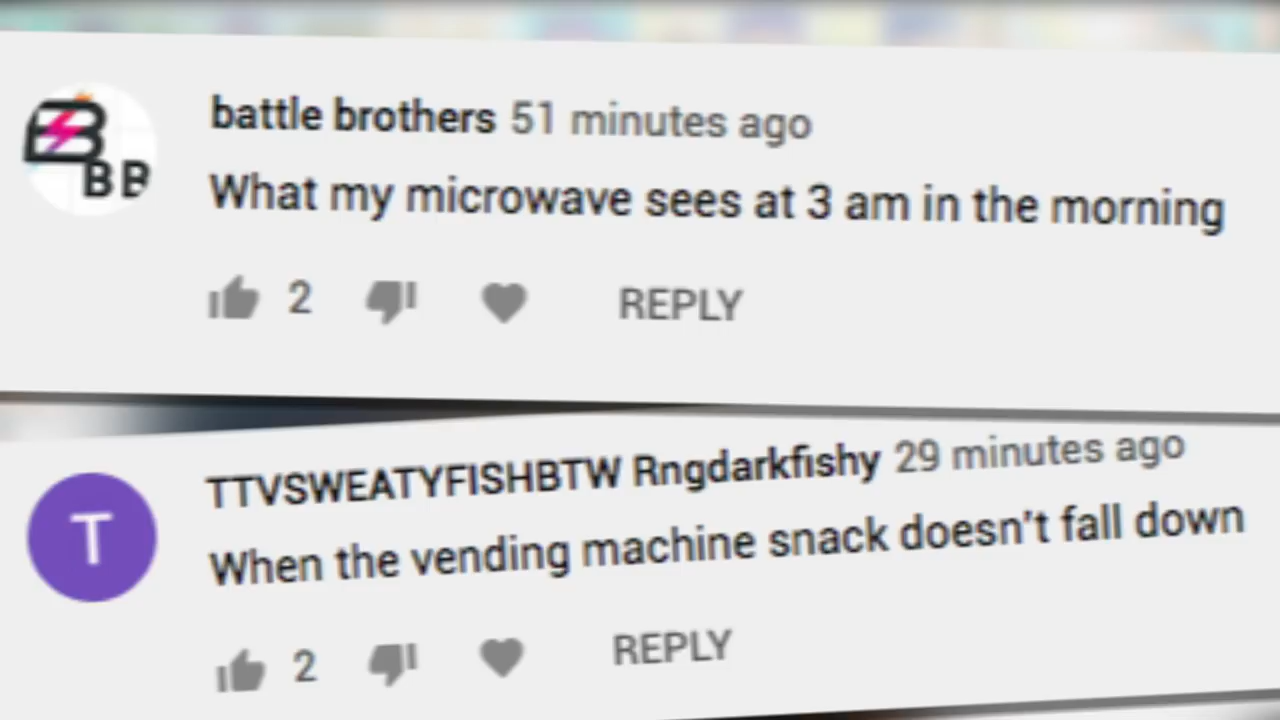 battle brothers 51 minutes ago
BBB
What my microwave sees at 3 am in the morning
2 REPLY
TTVSWEATYFISHBTW Rngdarkfishy 29 minutes ago
T
When the vending machine snack doesn't fall down
2 REPLY